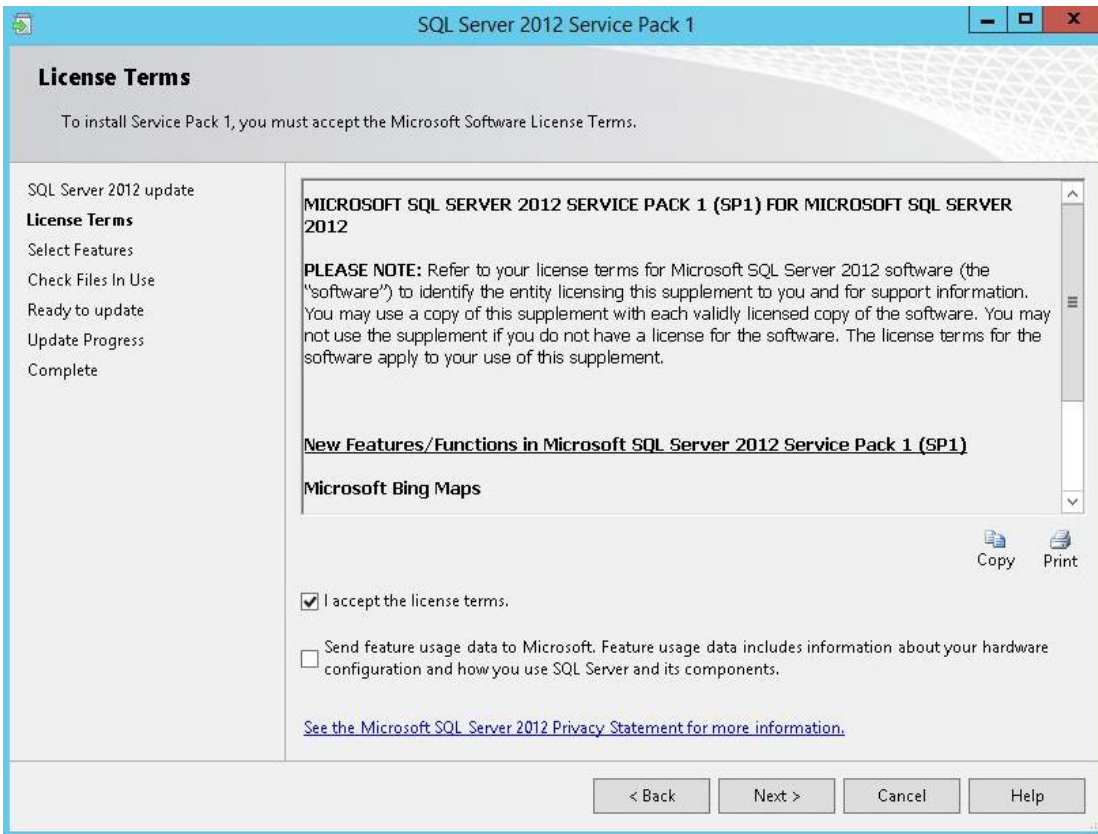 SQL Server 2012 Service Pack 1
License Terms
To install Service Pack 1, you must accept the Microsoft Software License Terms.
SQL Server 2012 update
License Terms
Select Features
Check Files In Use
Ready to update
Update Progress
Complete
MICROSOFT SQL SERVER 2012 SERVICE PACK 1 (SP1) FOR MICROSOFT SQL SERVER
2012
PLEASE NOTE: Refer to your license terms for Microsoft SQL Server 2012 software (the
"software") to identify the entity licensing this supplement to you and for support information.
You may use a copy of this supplement with each validly licensed copy of the software. You may
not use the supplement if you do not have a license for the software. The license terms for the
software apply to your use of this supplement.
New Features/Functions in Microsoft SQL Server 2012 Service Pack 1 (SP1)
Microsoft Bing Maps
Copy Print
I accept the license terms.
Send feature usage data to Microsoft. Feature usage data includes information about your hardware
configuration and how you use SQL Server and its components.
See the Microsoft SQL Server 2012 Privacy Statement for more information.
< Back Next > Cancel Help